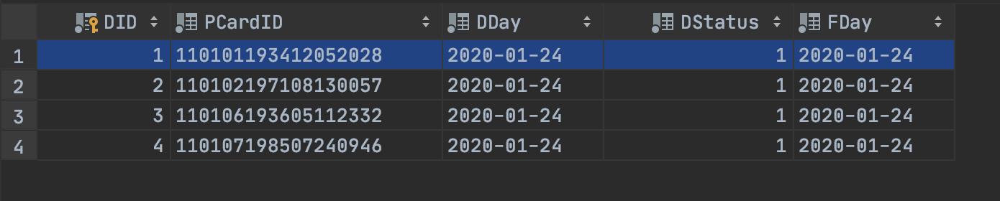 DID PCardID DDay DStatus FDay
1 1 110101193412052028 2020-01-24 1 2020-01-24
2 2 110102197108130057 2020-01-24 1 2020-01-24
3 3 110106193605112332 2020-01-24 1 2020-01-24
4 4 110107198507240946 2020-01-24 1 2020-01-24